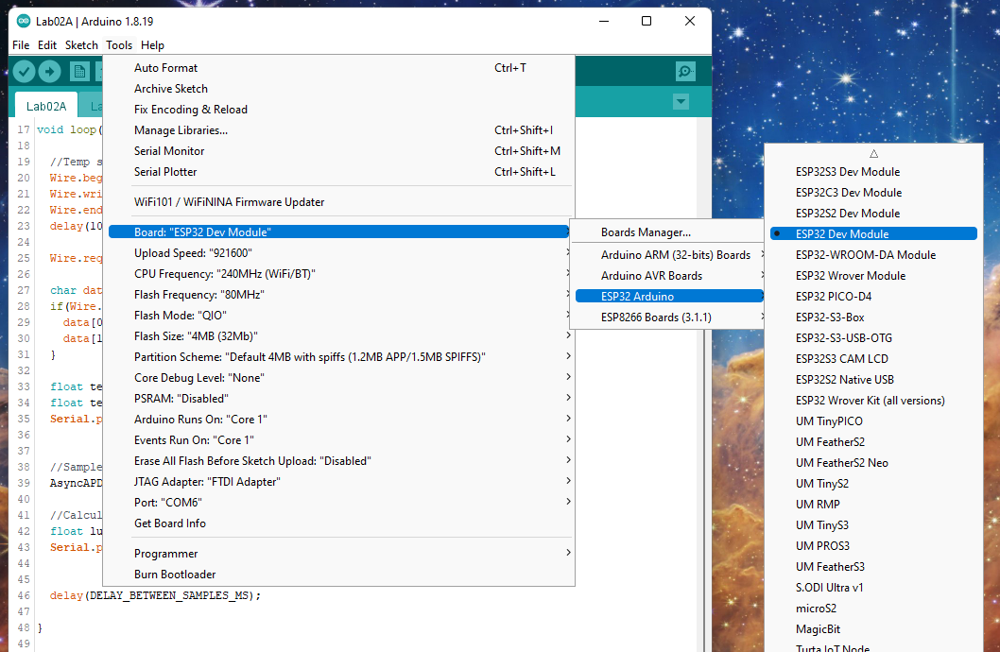 Lab02A | Arduino 1.8.19
File Edit Sketch Tools Help
Lab02A La
Auto Format Ctrl+T
Archive Sketch
Fix Encoding & Reload
Manage Libraries... Ctrl+Shift+I
Serial Monitor Ctrl+Shift+M
Serial Plotter Ctrl+Shift+L
WiFi101 / WiFiNINA Firmware Updater
Board: "ESP32 Dev Module"
Upload Speed: "921600"
CPU Frequency: "240MHz (WiFi/BT)"
Flash Frequency: "80MHz"
Flash Mode: "QIO"
Flash Size: "4MB (32Mb)"
Partition Scheme: "Default 4MB with spiffs (1.2MB APP/1.5MB SPIFFS)"
Core Debug Level: "None"
PSRAM: "Disabled"
Arduino Runs On: "Core 1"
Events Run On: "Core 1"
Erase All Flash Before Sketch Upload: "Disabled"
JTAG Adapter: "FTDI Adapter"
Port: "COM6"
Get Board Info
Programmer
Burn Bootloader
Boards Manager...
Arduino ARM (32-bits) Boards
Arduino AVR Boards
ESP32 Arduino
ESP8266 Boards (3.1.1)
ESP32S3 Dev Module
ESP32C3 Dev Module
ESP32S2 Dev Module
ESP32 Dev Module
ESP32-WROOM-DA Module
ESP32 Wrover Module
ESP32 PICO-D4
ESP32-S3-Box
ESP32-S3-USB-OTG
ESP32S3 CAM LCD
ESP32S2 Native USB
ESP32 Wrover Kit (all versions)
UM TinyPICO
UM FeatherS2
UM FeatherS2 Neo
UM TinyS2
UM RMP
UM TinyS3
UM PROS3
UM FeatherS3
S.ODI Ultra v1
microS2
MagicBit
Turta IoT Node
17 void loop(
18
19 //Temp s
20 Wire.beg
21 Wire.wri
22 Wire.end
23 delay(10
24
25 Wire.req
26
27 char dat
28 if(Wire.
29 data[0
30 data[1
31 }
32
33 float te
34 float te
35 Serial.p
36
37
38 //Sample
39 AsyncAPD
40
41 //Calcul
42 float lu
43 Serial.p
44
45
46 delay(DELAY_BETWEEN_SAMPLES_MS);
47
48 }
49